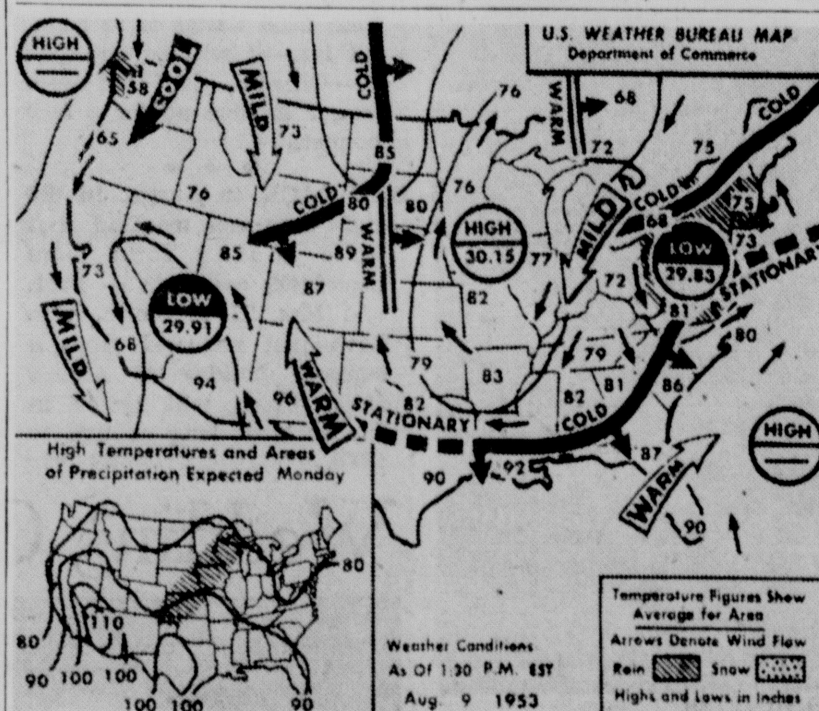 U.S. WEATHER BUREAU MAP
Department of Commerce
HIGH
58
COOL
65
MILD
73
COLD
76
WARM
68
COLD
72
75
85
76
76
COLD
80
80
COLD
68
75
85
89
WARM
HIGH
30.15
77
MILD
LOW
29.83
73
STATIONARY
73
LOW
29.91
87
82
72
81
80
MILD
68
94
96
WARM
79
82
83
79
82
81
86
STATIONARY
COLD
HIGH
90
92
87
WARM
90
High Temperatures and Areas
of Precipitation Expected Monday
80
80
90
100
110
100
100
100
90
Weather Conditions
As Of 1:30 P.M. EST
Aug. 9 1953
Temperature Figures Show
Average for Area
Arrows Denote Wind Flow
Rain Snow
Highs and Lows in Inches